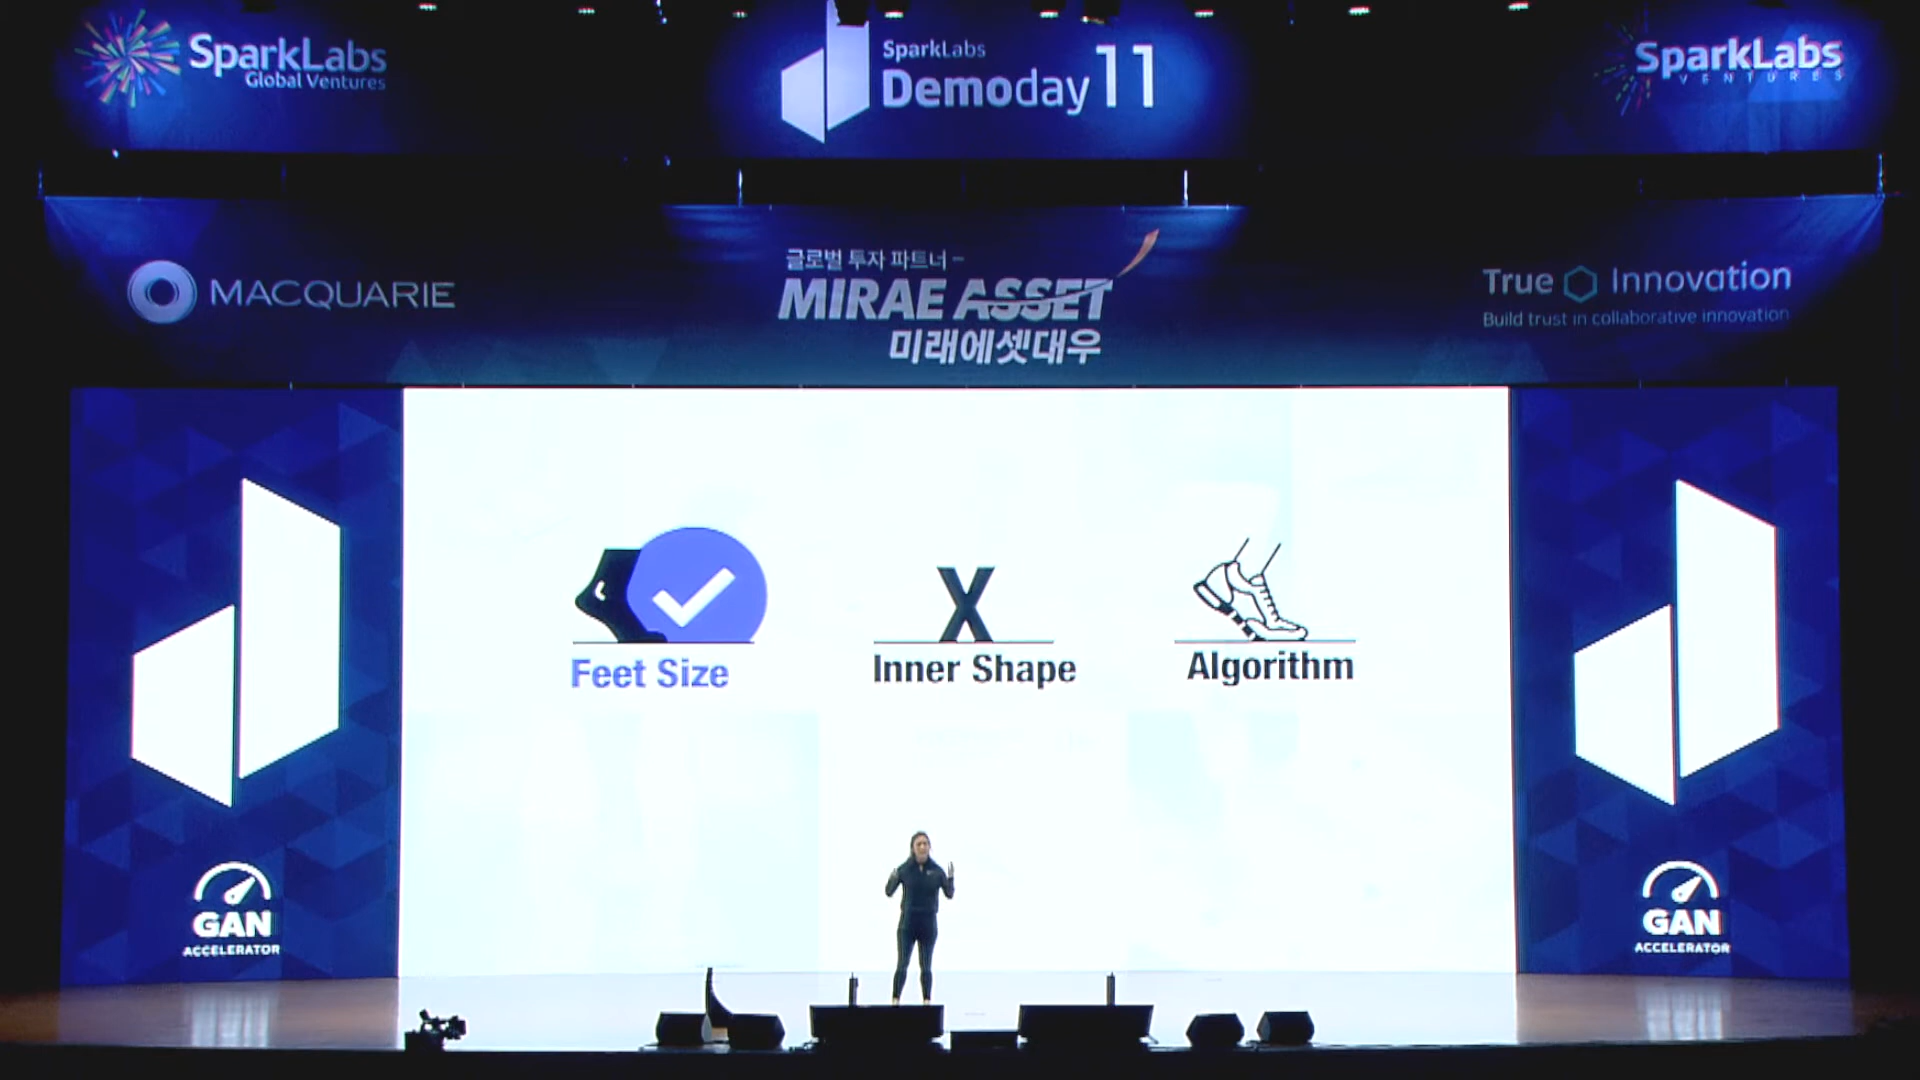 SparkLabs
Global Ventures
SparkLabs
Demoday 11
SparkLabs
VENTURES
MACQUARIE
글로벌 투자 파트너 –
MIRAE ASSET
미래에셋대우
True Innovation
Build trust in collaborative innovation
Feet Size
X
Inner Shape
Algorithm
GAN
ACCELERATOR
GAN
ACCELERATOR